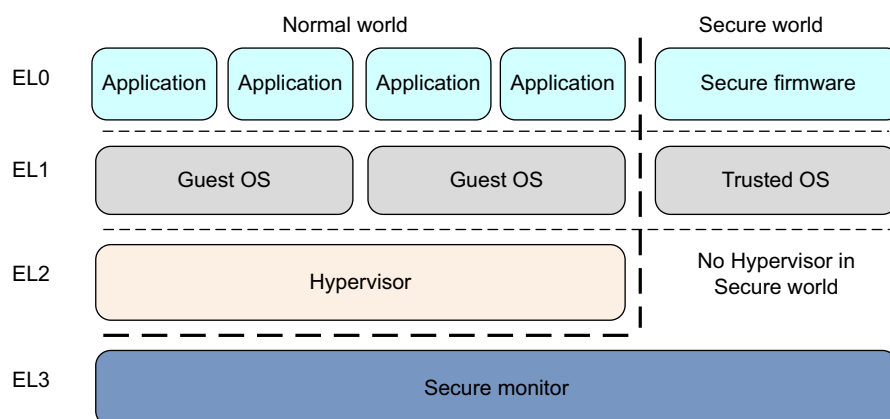 Normal world
Secure world
EL0
Application
Application
Application
Application
Secure firmware
EL1
Guest OS
Guest OS
Trusted OS
EL2
Hypervisor
No Hypervisor in
Secure world
EL3
Secure monitor